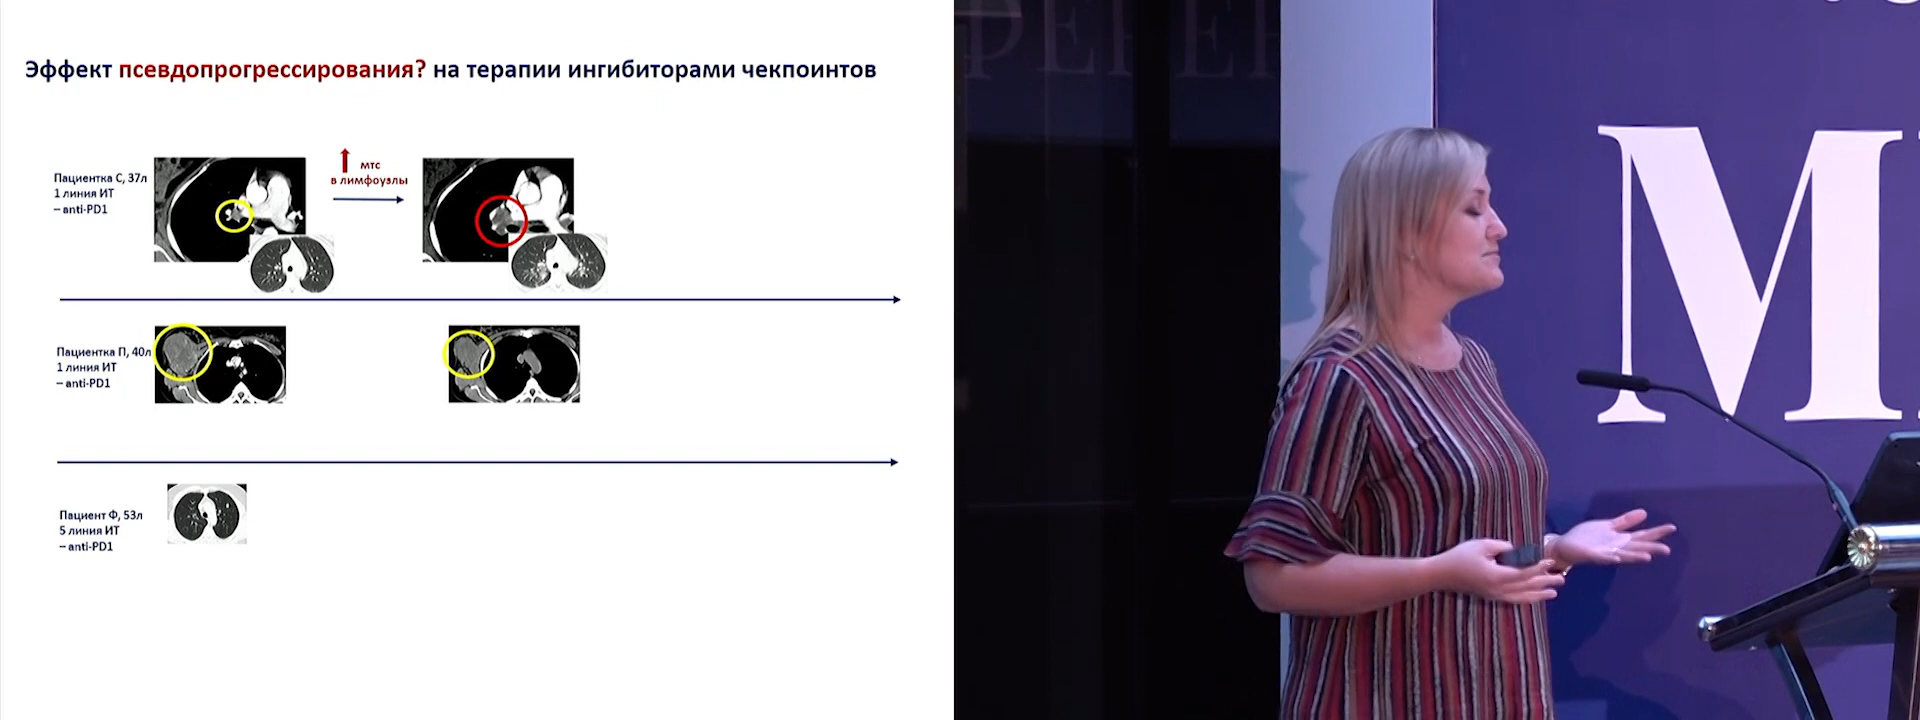 Эффект псевдопрогрессирования? на терапии ингибиторами чекпоинтов
Пациентка С, 37л
1 линия ИТ
– anti-PD1
мтс
в лимфоузлы
Пациентка П, 40л
1 линия ИТ
– anti-PD1
Пациент Ф, 53л
5 линия ИТ
– anti-PD1
М